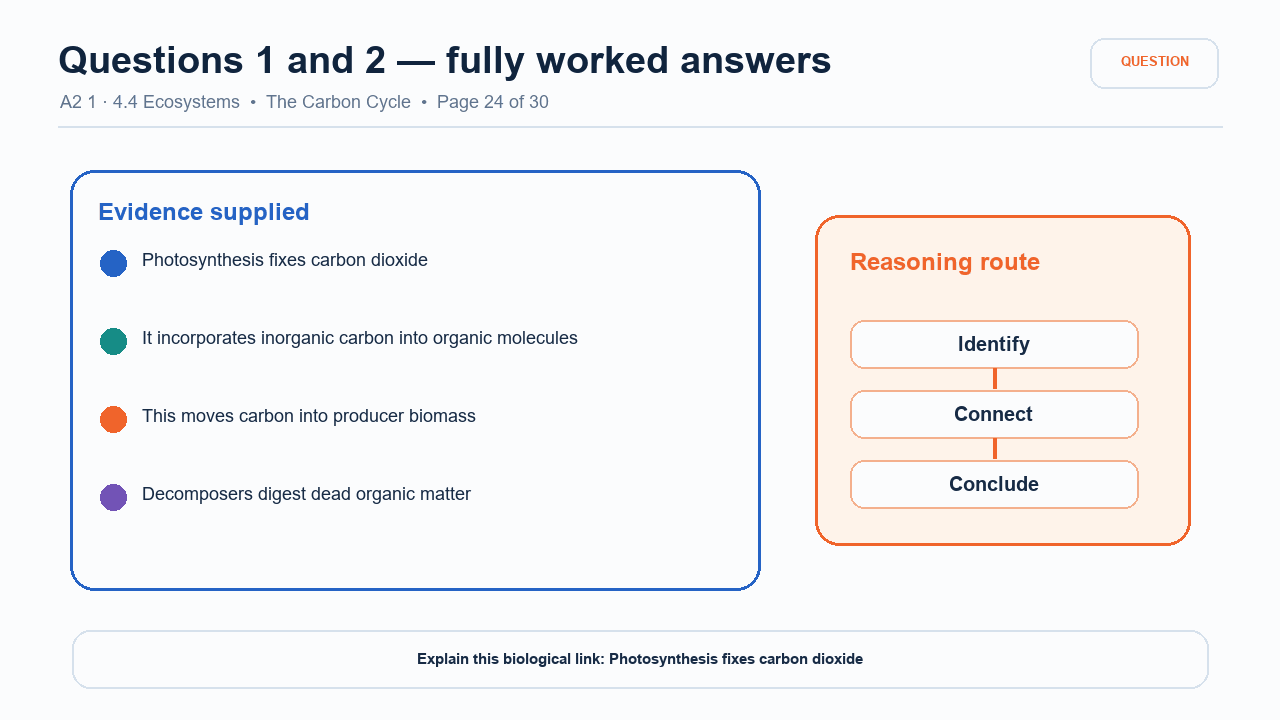 Questions 1 and 2 — fully worked answers
QUESTION
A2 1 · 4.4 Ecosystems • The Carbon Cycle • Page 24 of 30
Evidence supplied
Photosynthesis fixes carbon dioxide
It incorporates inorganic carbon into organic molecules
This moves carbon into producer biomass
Decomposers digest dead organic matter
Reasoning route
Identify
Connect
Conclude
Explain this biological link: Photosynthesis fixes carbon dioxide